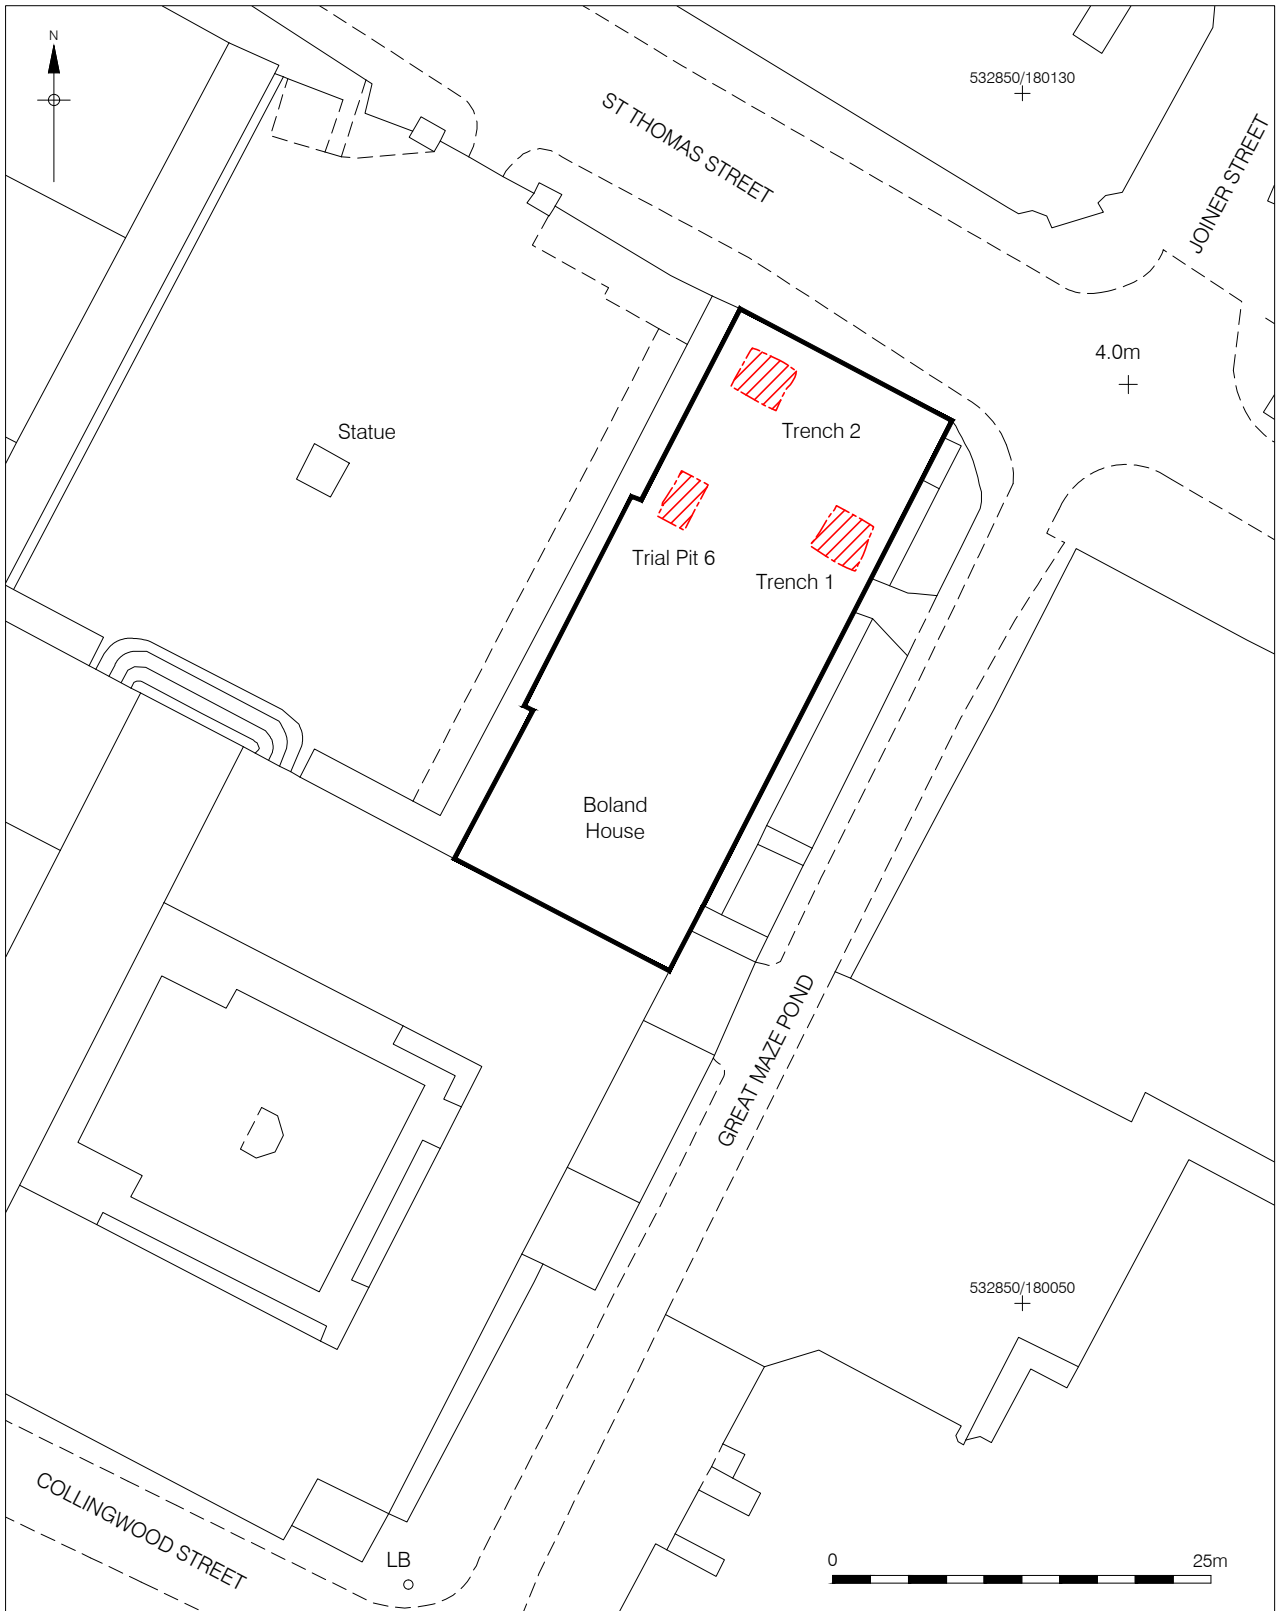 N
532850/180130
ST THOMAS STREET
JOINER STREET
4.0m
Statue
Trench 2
Trial Pit 6
Trench 1
Boland
House
GREAT MAZE POND
532850/180050
COLLINGWOOD STREET
LB
0 25m